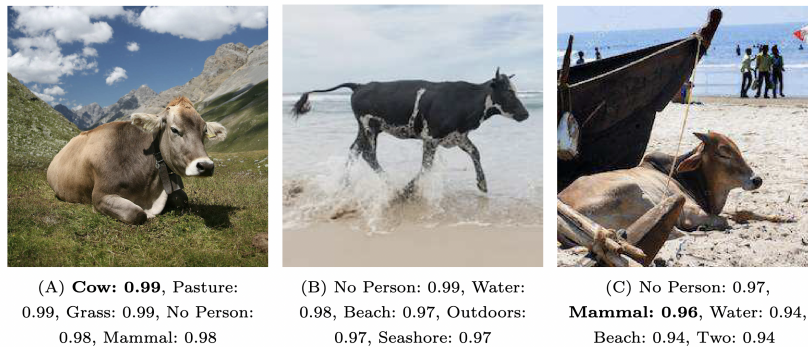 (A) Cow: 0.99, Pasture:
0.99, Grass: 0.99, No Person:
0.98, Mammal: 0.98
(B) No Person: 0.99, Water:
0.98, Beach: 0.97, Outdoors:
0.97, Seashore: 0.97
(C) No Person: 0.97,
Mammal: 0.96, Water: 0.94,
Beach: 0.94, Two: 0.94